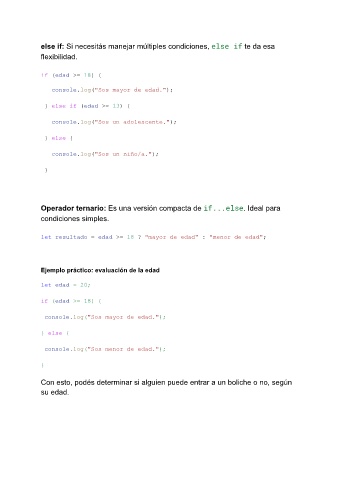 else if: Si necesitás manejar múltiples condiciones, else if te da esa
flexibilidad.
if (edad >= 18) {
console.log("Sos mayor de edad.");
} else if (edad >= 13) {
console.log("Sos un adolescente.");
} else {
console.log("Sos un niño/a.");
}
Operador ternario: Es una versión compacta de if...else. Ideal para
condiciones simples.
let resultado = edad >= 18 ? "mayor de edad" : "menor de edad";
Ejemplo práctico: evaluación de la edad
let edad = 20;
if (edad >= 18) {
console.log("Sos mayor de edad.");
} else {
console.log("Sos menor de edad.");
}
Con esto, podés determinar si alguien puede entrar a un boliche o no, según
su edad.